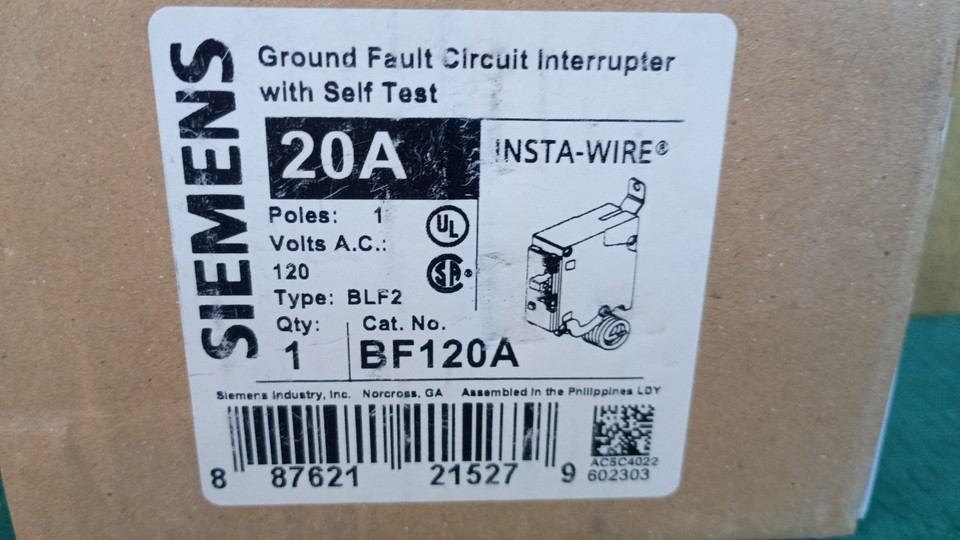 SIEMENS
Ground Fault Circuit Interrupter
with Self Test
20A
INSTA-WIRE®
Poles: 1
Volts A.C.:
120
Type: BLF2
Qty:
1
Cat. No.
BF120A
UL
SA®
Siemens Industry, Inc. Norcross, GA Assembled in the Philippines LDY
8 87621 21527 9
AC5C4022
602303